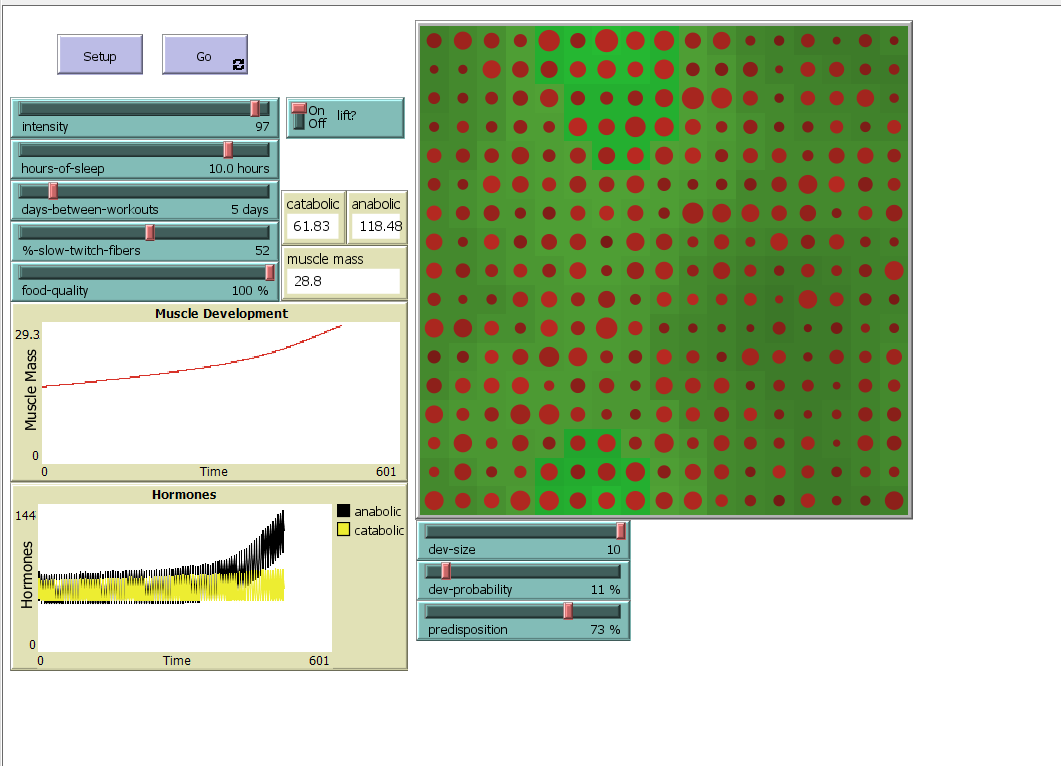 Setup
Go
intensity 97
On
Off
lift?
hours-of-sleep 10.0 hours
days-between-workouts 5 days
%-slow-twitch-fibers 52
food-quality 100 %
catabolic
61.83
anabolic
118.48
muscle mass
28.8
Muscle Development
29.3
Muscle Mass
0
0 Time 601
Hormones
144
Hormones
0
0 Time 601
anabolic
catabolic
dev-size 10
dev-probability 11 %
predisposition 73 %